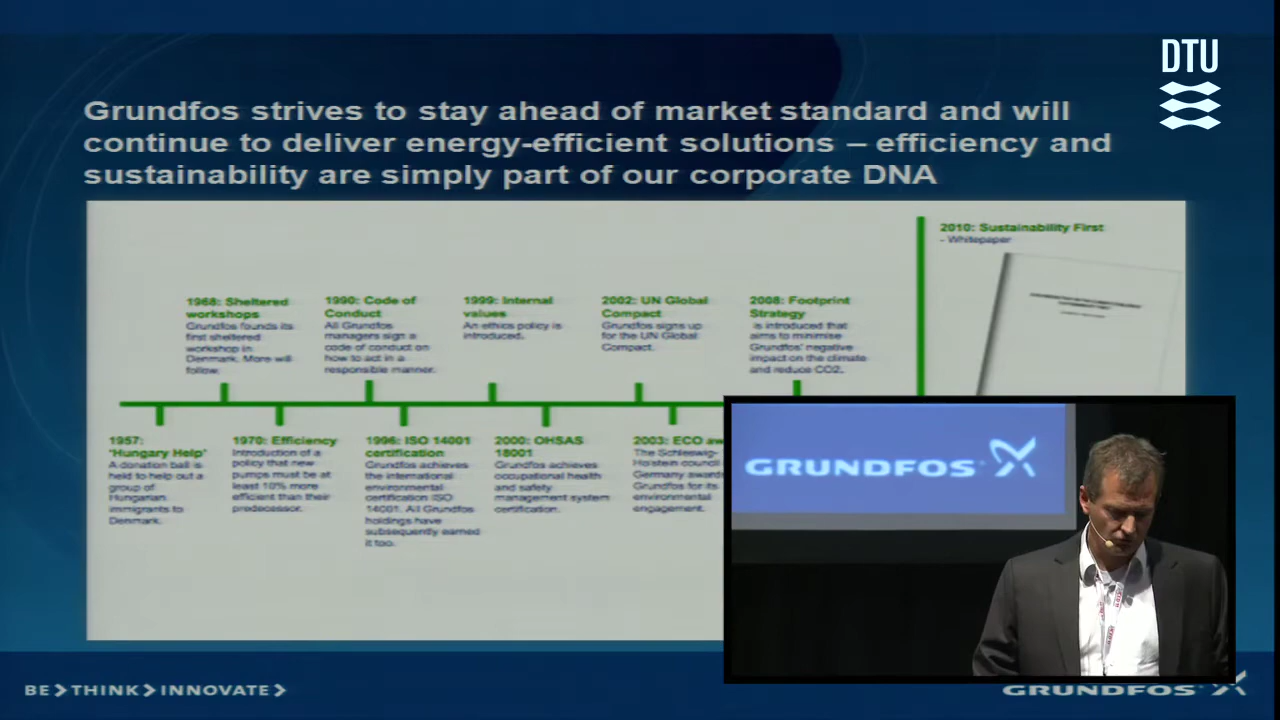 DTU
Grundfos strives to stay ahead of market standard and will
continue to deliver energy-efficient solutions – efficiency and
sustainability are simply part of our corporate DNA
2010: Sustainability First
- Whitepaper
1968: Sheltered
workshops
Grundfos founds its
first sheltered
workshop in
Denmark. More will
follow.
1990: Code of
Conduct
All Grundfos
managers sign a
code of conduct on
how to act in a
responsible manner.
1999: Internal
values
An ethics policy is
introduced.
2002: UN Global
Compact
Grundfos signs up
for the UN Global
Compact.
2008: Footprint
Strategy
is introduced that
aims to minimise
Grundfos' negative
impact on the climate
and reduce CO2.
1957:
'Hungary Help'
A donation ball is
held to help out a
group of
Hungarian
immigrants to
Denmark.
1970: Efficiency
Introduction of a
policy that new
pumps must be at
least 10% more
efficient than their
predecessor.
1996: ISO 14001
certification
Grundfos achieves
the international
environmental
certification ISO
14001. All Grundfos
holdings have
subsequently earned
it too.
2000: OHSAS
18001
Grundfos achieves
occupational health
and safety
management system
certification.
2003: ECO aw
The Schleswig-
Holstein council
Germany award
Grundfos for its
environmental
engagement.
GRUNDFOS
BE>THINK>INNOVATE>
GRUNDFOS